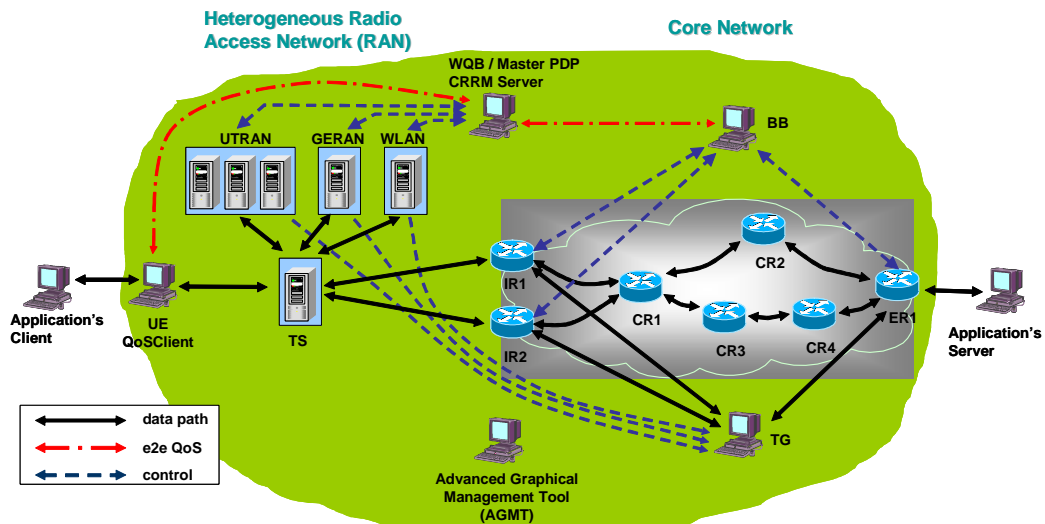 Heterogeneous Radio
Access Network (RAN)
Core Network
WQB / Master PDP
CRRM Server
UTRAN
GERAN
WLAN
BB
CR2
IR1
CR1
ER1
CR3
CR4
IR2
TS
UE
QoSClient
Application's
Client
Application's
Server
TG
Advanced Graphical
Management Tool
(AGMT)
data path
e2e QoS
control